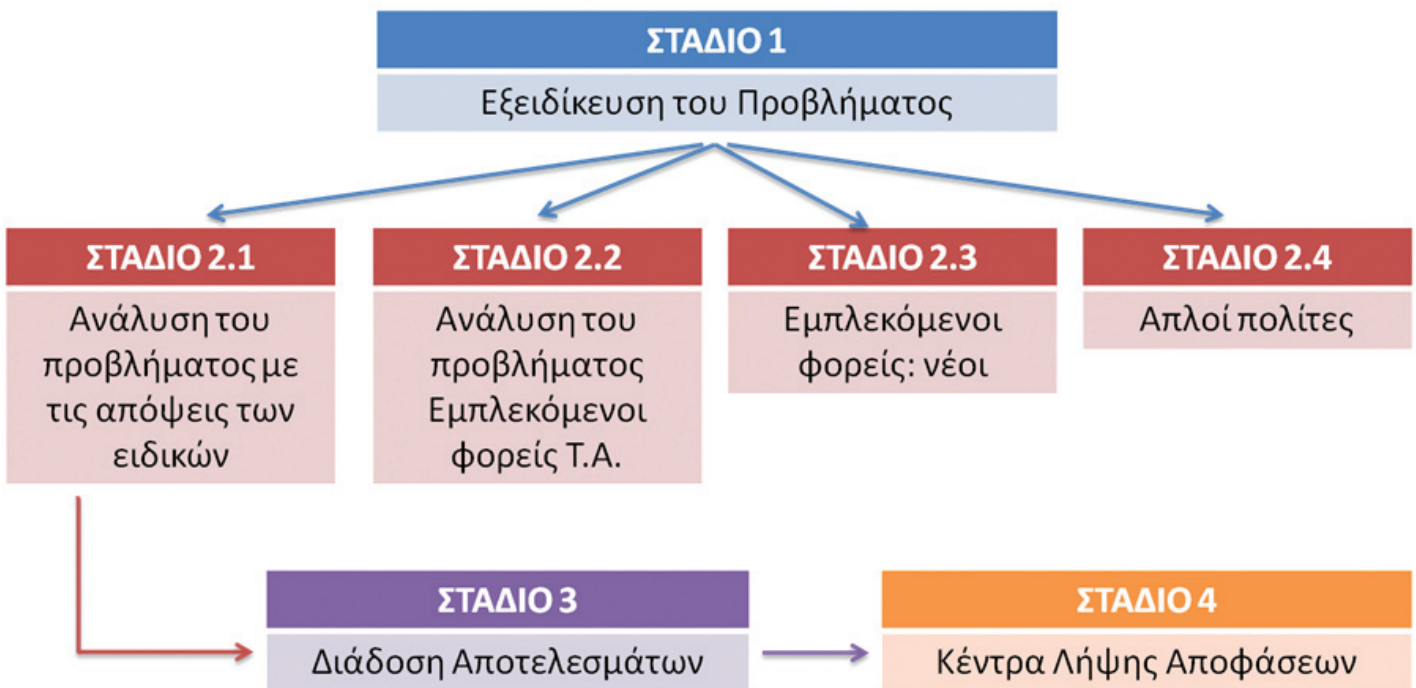 ΣΤΑΔΙΟ 1
Εξειδίκευση του Προβλήματος
ΣΤΑΔΙΟ 2.1
Ανάλυση του
προβλήματος με
τις απόψεις των
ειδικών
ΣΤΑΔΙΟ 2.2
Ανάλυση του
προβλήματος
Εμπλεκόμενοι
φορείς Τ.Α.
ΣΤΑΔΙΟ 2.3
Εμπλεκόμενοι
φορείς: νέοι
ΣΤΑΔΙΟ 2.4
Απλοί πολίτες
ΣΤΑΔΙΟ 3
Διάδοση Αποτελεσμάτων
ΣΤΑΔΙΟ 4
Κέντρα Λήψης Αποφάσεων